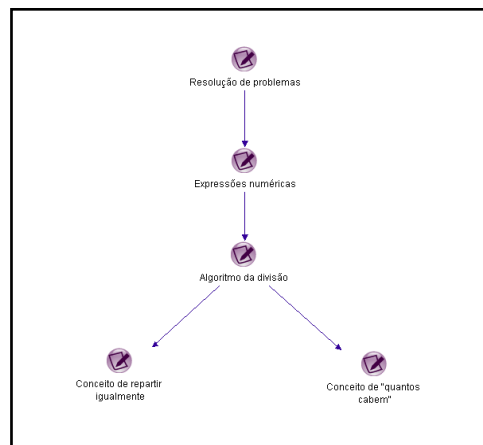 Resolução de problemas
Expressões numéricas
Algoritmo da divisão
Conceito de repartir
igualmente
Conceito de "quantos
cabem"